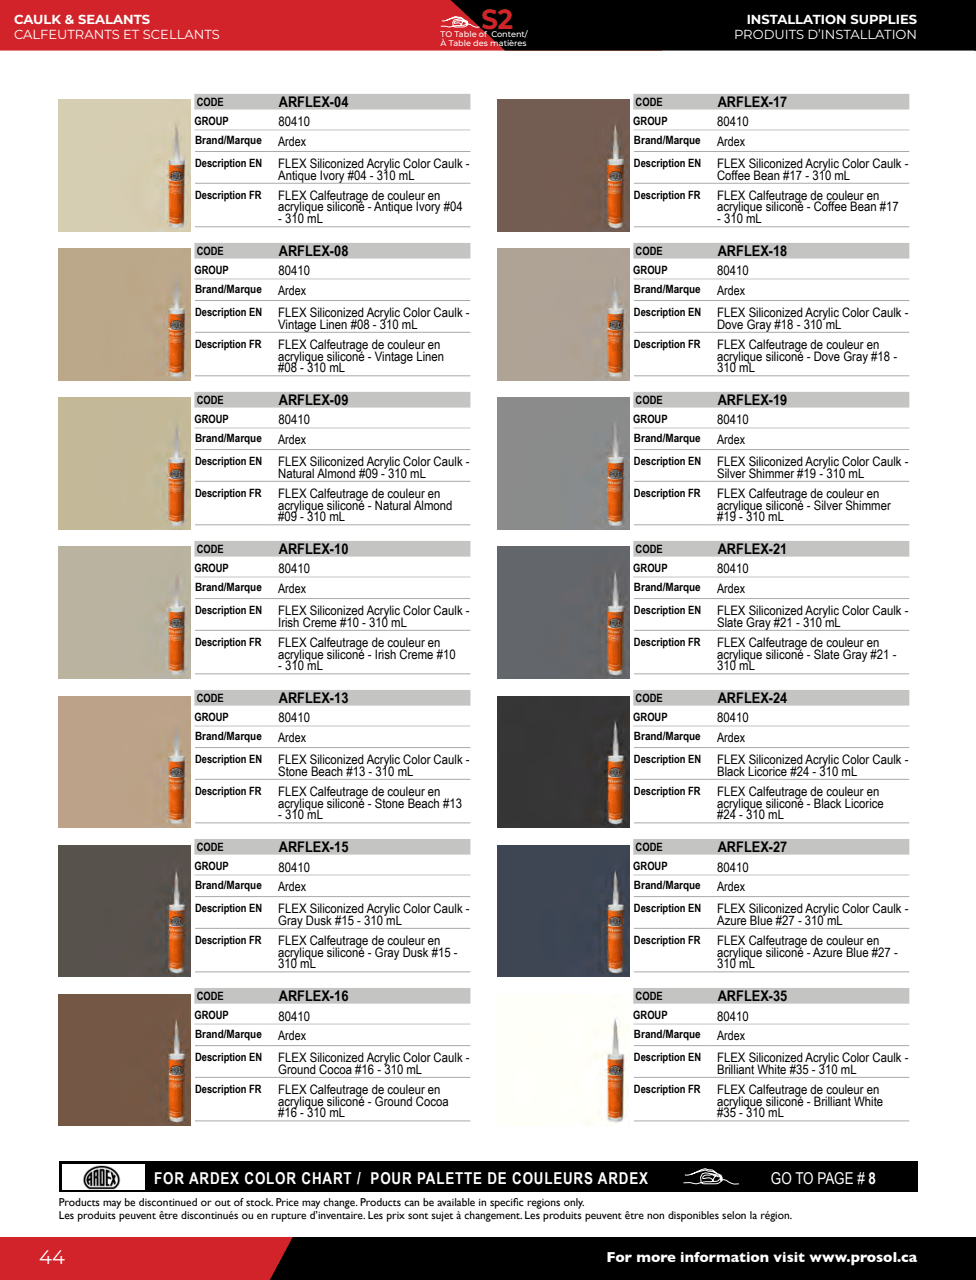 CAULK & SEALANTS
CALFEUTRANTS ET SCELLANTS
S2
TO Table of Content/
À Table des matières
INSTALLATION SUPPLIES
PRODUITS D'INSTALLATION
CODE ARFLEX-04
GROUP 80410
Brand/Marque Ardex
Description EN FLEX Siliconized Acrylic Color Caulk -
Antique Ivory #04 - 310 mL
Description FR FLEX Calfeutrage de couleur en
acrylique siliconé - Antique Ivory #04
- 310 mL
CODE ARFLEX-08
GROUP 80410
Brand/Marque Ardex
Description EN FLEX Siliconized Acrylic Color Caulk -
Vintage Linen #08 - 310 mL
Description FR FLEX Calfeutrage de couleur en
acrylique siliconé - Vintage Linen
#08 - 310 mL
CODE ARFLEX-09
GROUP 80410
Brand/Marque Ardex
Description EN FLEX Siliconized Acrylic Color Caulk -
Natural Almond #09 - 310 mL
Description FR FLEX Calfeutrage de couleur en
acrylique siliconé - Natural Almond
#09 - 310 mL
CODE ARFLEX-10
GROUP 80410
Brand/Marque Ardex
Description EN FLEX Siliconized Acrylic Color Caulk -
Irish Creme #10 - 310 mL
Description FR FLEX Calfeutrage de couleur en
acrylique siliconé - Irish Creme #10
- 310 mL
CODE ARFLEX-13
GROUP 80410
Brand/Marque Ardex
Description EN FLEX Siliconized Acrylic Color Caulk -
Stone Beach #13 - 310 mL
Description FR FLEX Calfeutrage de couleur en
acrylique siliconé - Stone Beach #13
- 310 mL
CODE ARFLEX-15
GROUP 80410
Brand/Marque Ardex
Description EN FLEX Siliconized Acrylic Color Caulk -
Gray Dusk #15 - 310 mL
Description FR FLEX Calfeutrage de couleur en
acrylique siliconé - Gray Dusk #15 -
310 mL
CODE ARFLEX-16
GROUP 80410
Brand/Marque Ardex
Description EN FLEX Siliconized Acrylic Color Caulk -
Ground Cocoa #16 - 310 mL
Description FR FLEX Calfeutrage de couleur en
acrylique siliconé - Ground Cocoa
#16 - 310 mL
CODE ARFLEX-17
GROUP 80410
Brand/Marque Ardex
Description EN FLEX Siliconized Acrylic Color Caulk -
Coffee Bean #17 - 310 mL
Description FR FLEX Calfeutrage de couleur en
acrylique siliconé - Coffee Bean #17
- 310 mL
CODE ARFLEX-18
GROUP 80410
Brand/Marque Ardex
Description EN FLEX Siliconized Acrylic Color Caulk -
Dove Gray #18 - 310 mL
Description FR FLEX Calfeutrage de couleur en
acrylique siliconé - Dove Gray #18 -
310 mL
CODE ARFLEX-19
GROUP 80410
Brand/Marque Ardex
Description EN FLEX Siliconized Acrylic Color Caulk -
Silver Shimmer #19 - 310 mL
Description FR FLEX Calfeutrage de couleur en
acrylique siliconé - Silver Shimmer
#19 - 310 mL
CODE ARFLEX-21
GROUP 80410
Brand/Marque Ardex
Description EN FLEX Siliconized Acrylic Color Caulk -
Slate Gray #21 - 310 mL
Description FR FLEX Calfeutrage de couleur en
acrylique siliconé - Slate Gray #21 -
310 mL
CODE ARFLEX-24
GROUP 80410
Brand/Marque Ardex
Description EN FLEX Siliconized Acrylic Color Caulk -
Black Licorice #24 - 310 mL
Description FR FLEX Calfeutrage de couleur en
acrylique siliconé - Black Licorice
#24 - 310 mL
CODE ARFLEX-27
GROUP 80410
Brand/Marque Ardex
Description EN FLEX Siliconized Acrylic Color Caulk -
Azure Blue #27 - 310 mL
Description FR FLEX Calfeutrage de couleur en
acrylique siliconé - Azure Blue #27 -
310 mL
CODE ARFLEX-35
GROUP 80410
Brand/Marque Ardex
Description EN FLEX Siliconized Acrylic Color Caulk -
Brilliant White #35 - 310 mL
Description FR FLEX Calfeutrage de couleur en
acrylique siliconé - Brilliant White
#35 - 310 mL
ARDEX FOR ARDEX COLOR CHART / POUR PALETTE DE COULEURS ARDEX GO TO PAGE # 8
Products may be discontinued or out of stock. Price may change. Products can be available in specific regions only.
Les produits peuvent être discontinués ou en rupture d'inventaire. Les prix sont sujet à changement. Les produits peuvent être non disponibles selon la région.
44
For more information visit www.prosol.ca